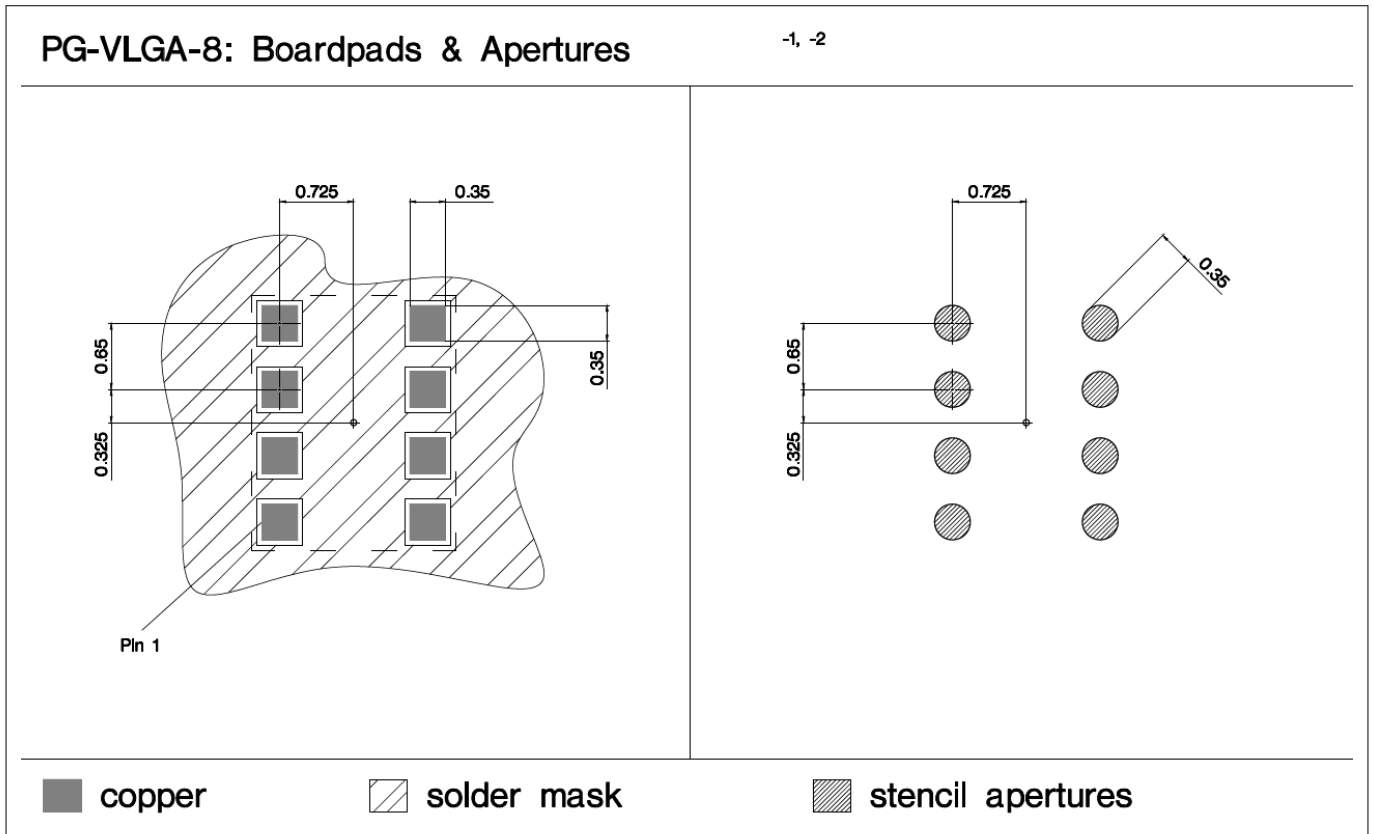 PG-VLGA-8: Boardpads & Apertures -1, -2
0.725 0.35
0.65
0.325
0.35
Pin 1
0.725
0.35
0.65
0.325
copper solder mask stencil apertures